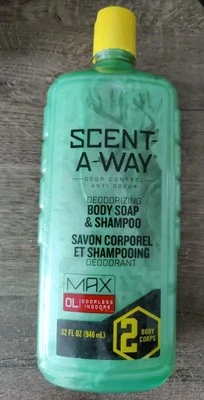 SCENT-
A-WAY
ODOR CONTROL
ANTI ODEUR
DEODORIZING
BODY SOAP
& SHAMPOO
SAVON CORPOREL
ET SHAMPOOING
DEODORANT
MAX
OL ODORLESS
INODORE
32 FL OZ (946 mL)
2 BODY
CORPS